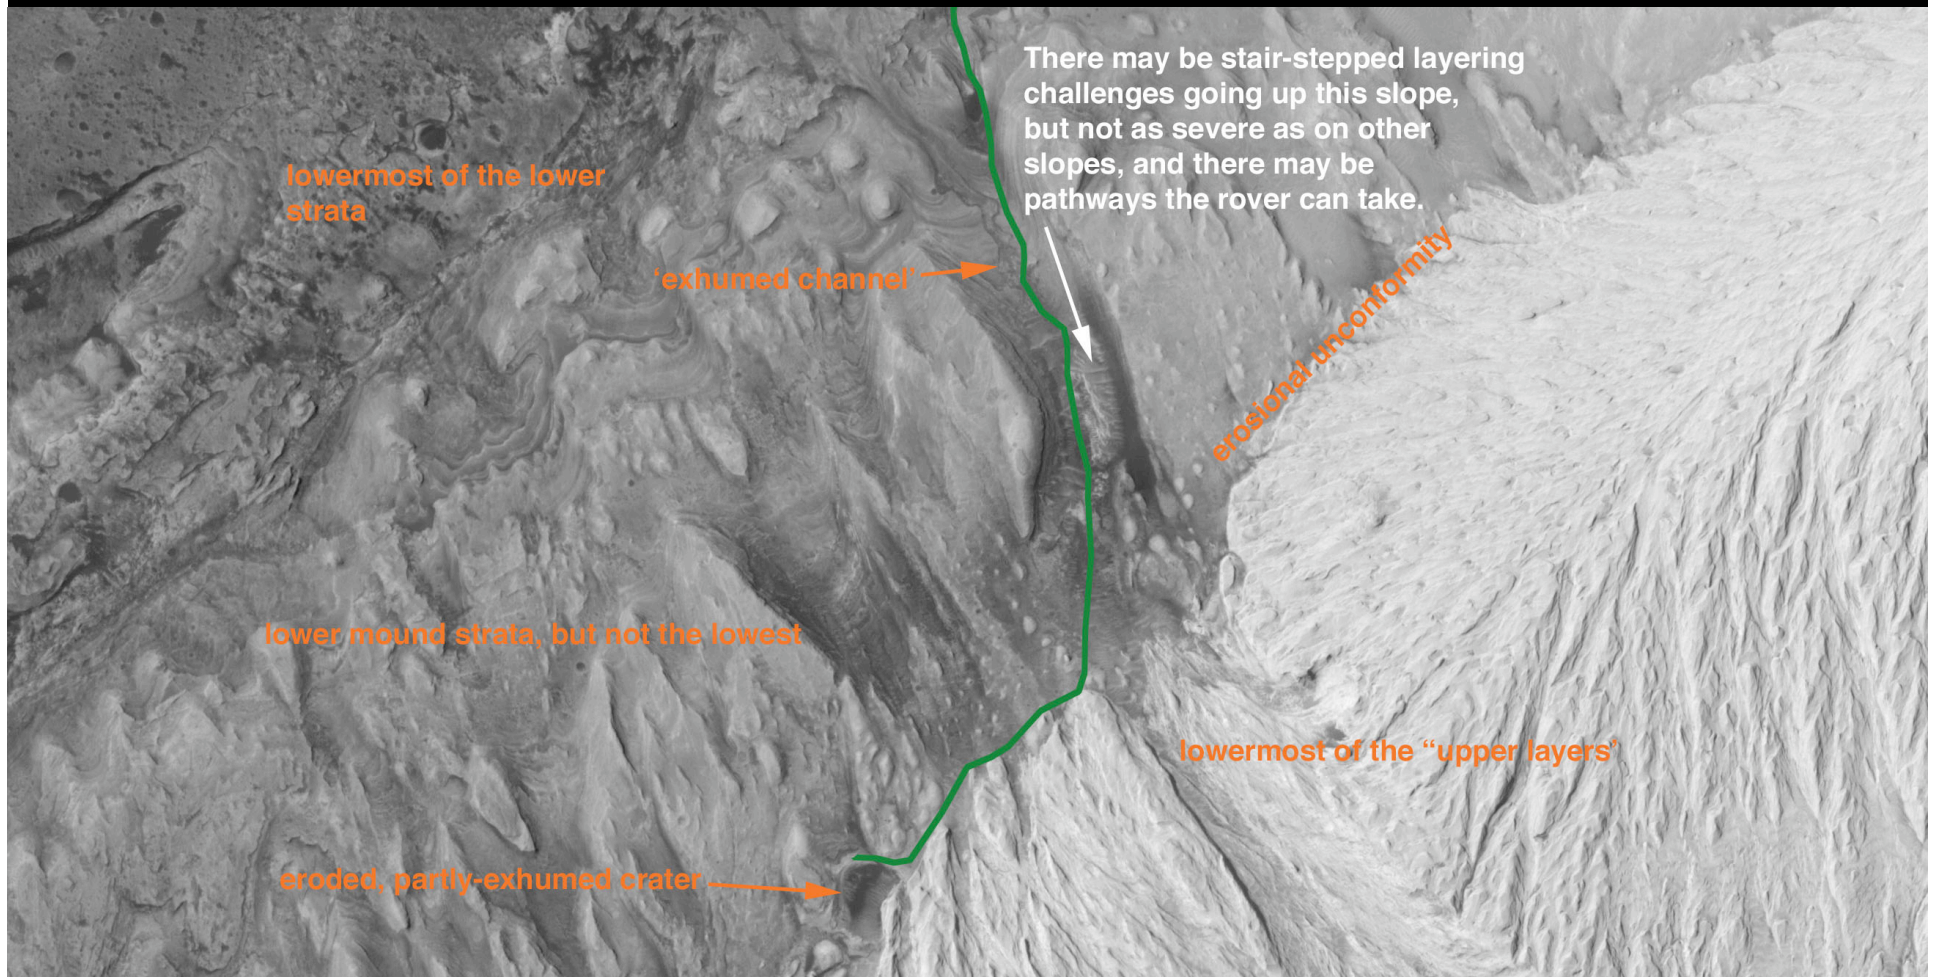 There may be stair-stepped layering
challenges going up this slope,
but not as severe as on other
slopes, and there may be
pathways the rover can take.
lowermost of the lower
strata
‘exhumed channel’
erosional unconformity
lower mound strata, but not the lowest
lowermost of the “upper layers’
eroded, partly-exhumed crater